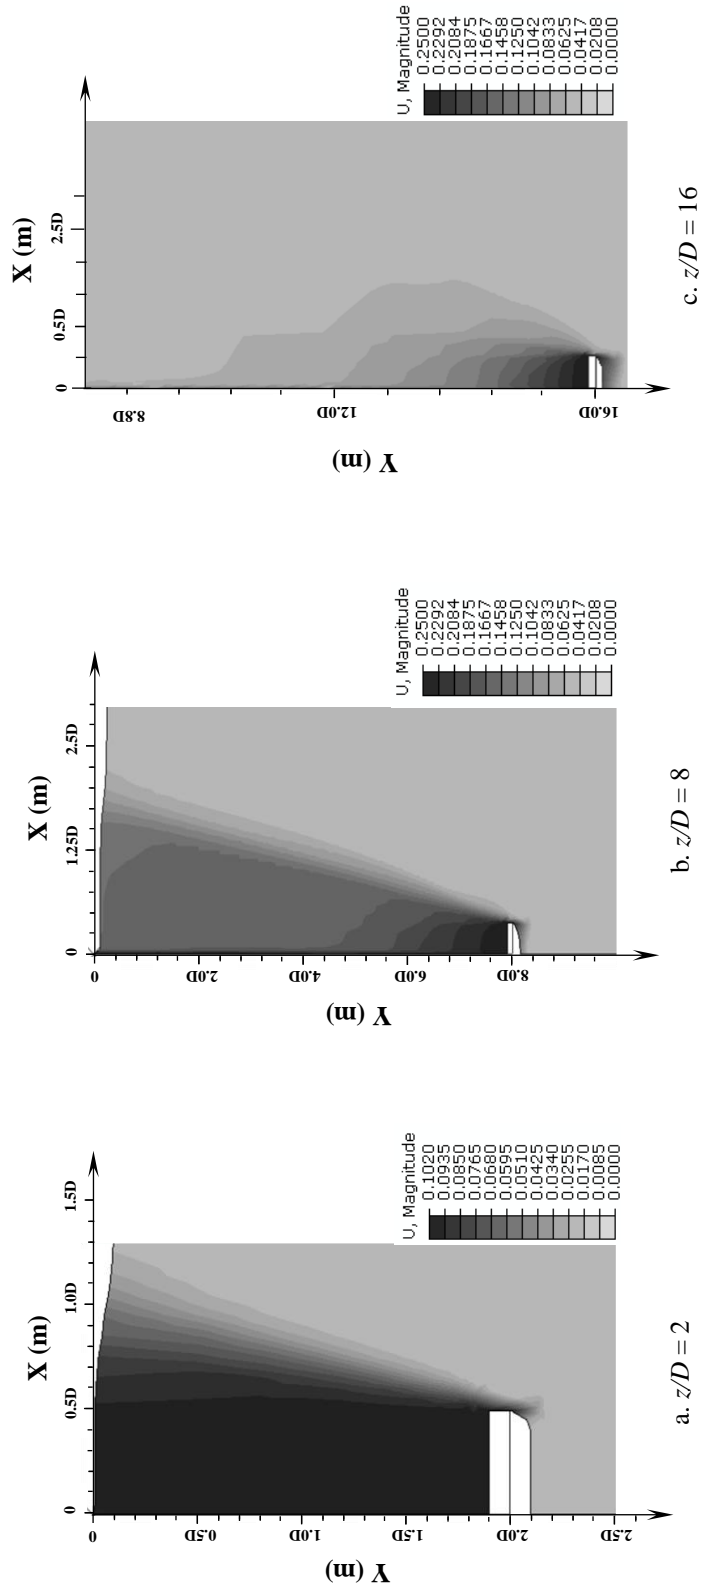 X (m)
0
0.5D
1.0D
1.5D
Y (m)
0
0.5D
1.0D
1.5D
2.0D
2.5D
U, Magnitude
0.1020
0.0935
0.0850
0.0765
0.0680
0.0595
0.0510
0.0425
0.0340
0.0255
0.0170
0.0085
0.0000
a. z/D = 2
X (m)
0
1.25D
2.5D
Y (m)
0
2.0D
4.0D
6.0D
8.0D
U, Magnitude
0.2500
0.2292
0.2084
0.1875
0.1667
0.1458
0.1250
0.1042
0.0833
0.0625
0.0417
0.0208
0.0000
b. z/D = 8
X (m)
0
0.5D
2.5D
Y (m)
8.8D
12.0D
16.0D
U, Magnitude
0.2500
0.2292
0.2084
0.1875
0.1667
0.1458
0.1250
0.1042
0.0833
0.0625
0.0417
0.0208
0.0000
c. z/D = 16